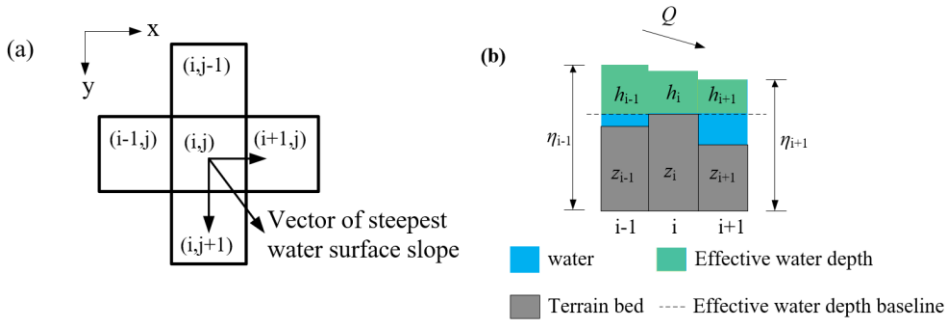 (a)
x
y
(i,j-1)
(i-1,j)
(i,j)
(i+1,j)
(i,j+1)
Vector of steepest
water surface slope
(b)
Q
hi-1
hi
hi+1
ηi-1
ηi+1
zi-1
zi
zi+1
i-1
i
i+1
water
Effective water depth
Terrain bed
Effective water depth baseline